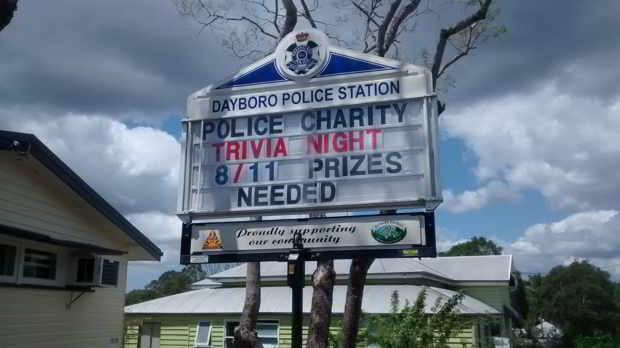 DAYBORO POLICE STATION
POLICE CHARITY
TRIVIA NIGHT
8/11 PRIZES
NEEDED
Proudly supporting
our community